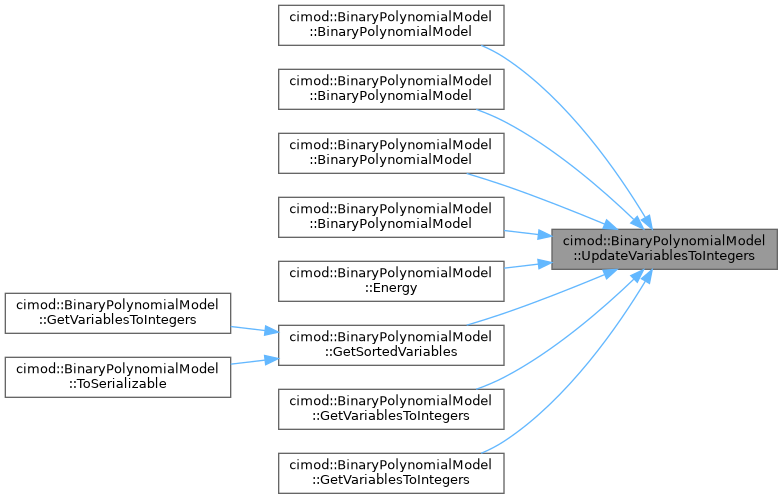 cimod::BinaryPolynomialModel
::BinaryPolynomialModel
cimod::BinaryPolynomialModel
::BinaryPolynomialModel
cimod::BinaryPolynomialModel
::BinaryPolynomialModel
cimod::BinaryPolynomialModel
::BinaryPolynomialModel
cimod::BinaryPolynomialModel
::UpdateVariablesToIntegers
cimod::BinaryPolynomialModel
::Energy
cimod::BinaryPolynomialModel
::GetVariablesToIntegers
cimod::BinaryPolynomialModel
::GetSortedVariables
cimod::BinaryPolynomialModel
::ToSerializable
cimod::BinaryPolynomialModel
::GetVariablesToIntegers
cimod::BinaryPolynomialModel
::GetVariablesToIntegers